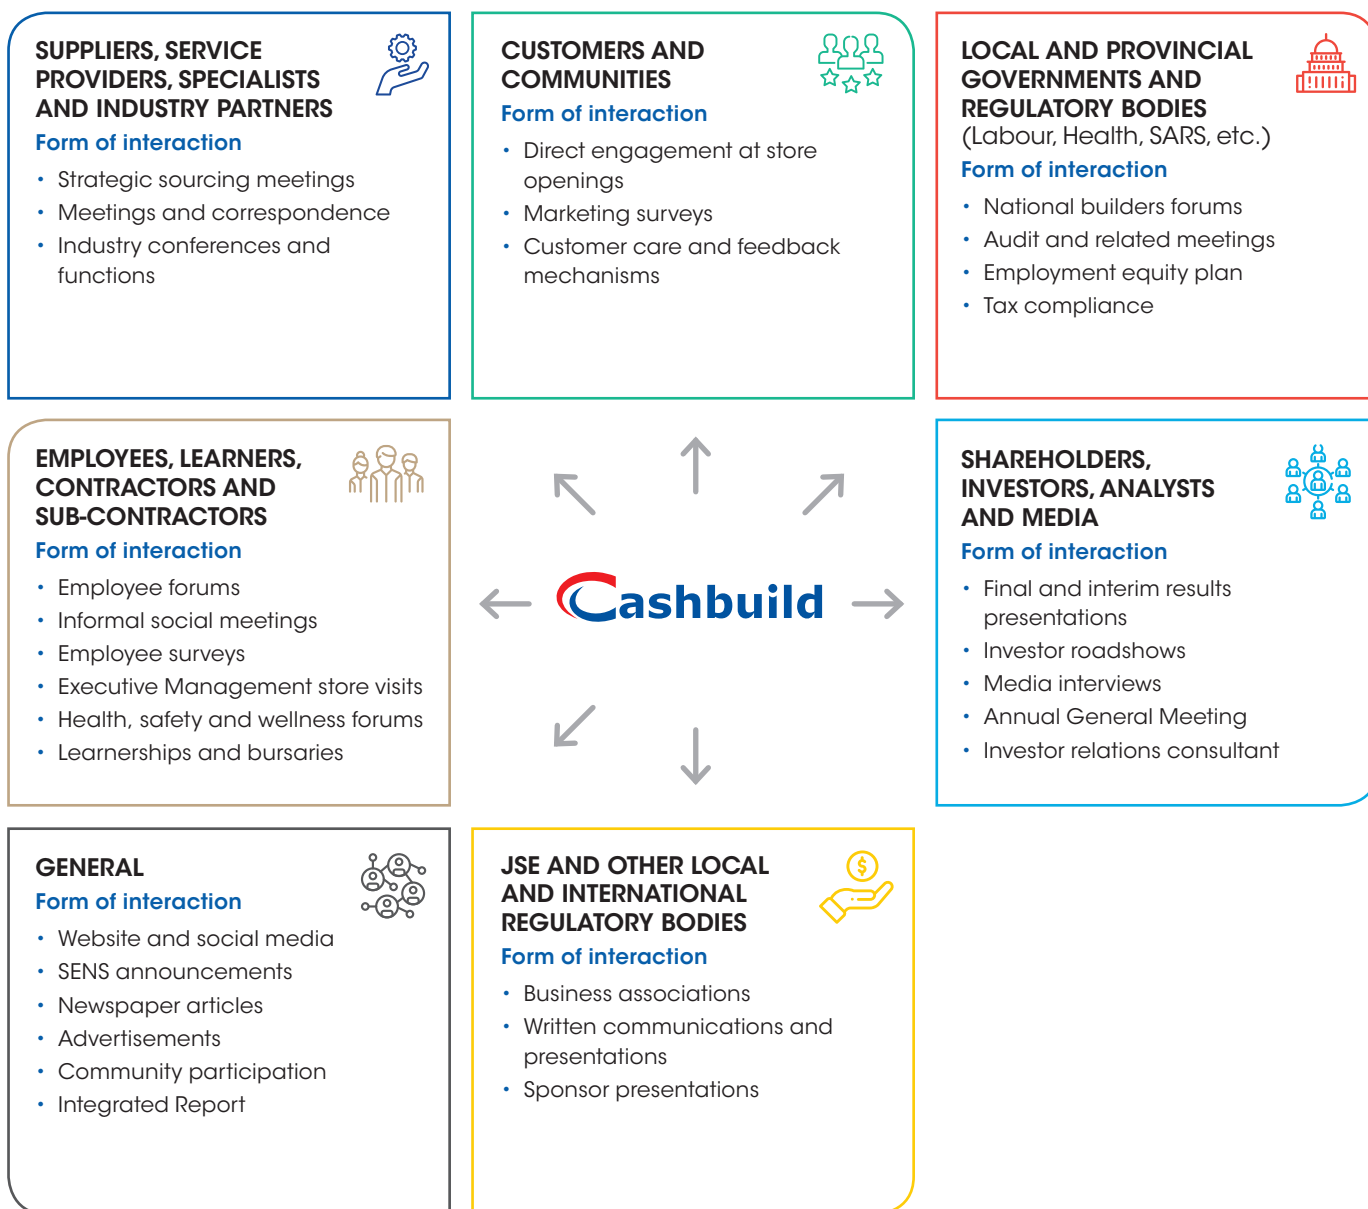 SUPPLIERS, SERVICE
PROVIDERS, SPECIALISTS
AND INDUSTRY PARTNERS
Form of interaction
• Strategic sourcing meetings
• Meetings and correspondence
• Industry conferences and
functions
CUSTOMERS AND
COMMUNITIES
Form of interaction
• Direct engagement at store
openings
• Marketing surveys
• Customer care and feedback
mechanisms
LOCAL AND PROVINCIAL
GOVERNMENTS AND
REGULATORY BODIES
(Labour, Health, SARS, etc.)
Form of interaction
• National builders forums
• Audit and related meetings
• Employment equity plan
• Tax compliance
EMPLOYEES, LEARNERS,
CONTRACTORS AND
SUB-CONTRACTORS
Form of interaction
• Employee forums
• Informal social meetings
• Employee surveys
• Executive Management store visits
• Health, safety and wellness forums
• Learnerships and bursaries
Cashbuild
SHAREHOLDERS,
INVESTORS, ANALYSTS
AND MEDIA
Form of interaction
• Final and interim results
presentations
• Investor roadshows
• Media interviews
• Annual General Meeting
• Investor relations consultant
GENERAL
Form of interaction
• Website and social media
• SENS announcements
• Newspaper articles
• Advertisements
• Community participation
• Integrated Report
JSE AND OTHER LOCAL
AND INTERNATIONAL
REGULATORY BODIES
$
Form of interaction
• Business associations
• Written communications and
presentations
• Sponsor presentations